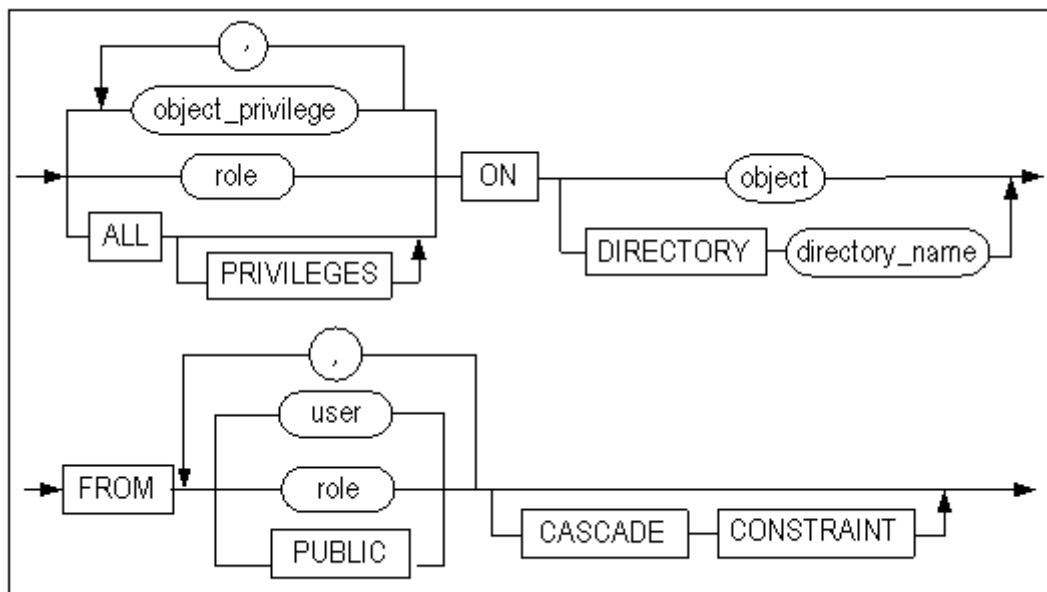 ,
object_privilege
role ON object
ALL DIRECTORY directory_name
PRIVILEGES
,
user
FROM role
PUBLIC CASCADE CONSTRAINT